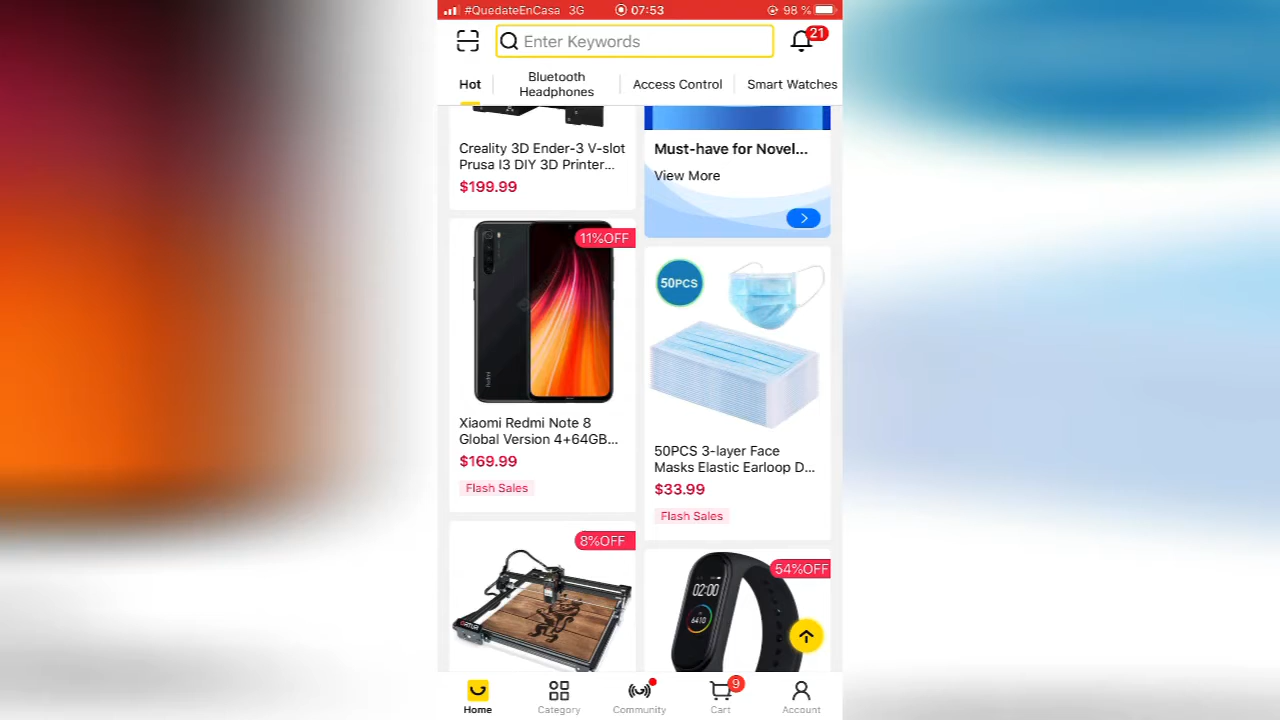 #QuedateEnCasa 3G 07:53 98 %
Enter Keywords
21
Hot
Bluetooth
Headphones
Access Control
Smart Watches
Creality 3D Ender-3 V-slot
Prusa I3 DIY 3D Printer...
$199.99
Must-have for Novel...
View More
11%OFF
Redmi
Xiaomi Redmi Note 8
Global Version 4+64GB...
$169.99
Flash Sales
50PCS
50PCS 3-layer Face
Masks Elastic Earloop D...
$33.99
Flash Sales
8%OFF
ORTUR
54%OFF
02:00
6410
Home
Category
Community
9
Cart
Account